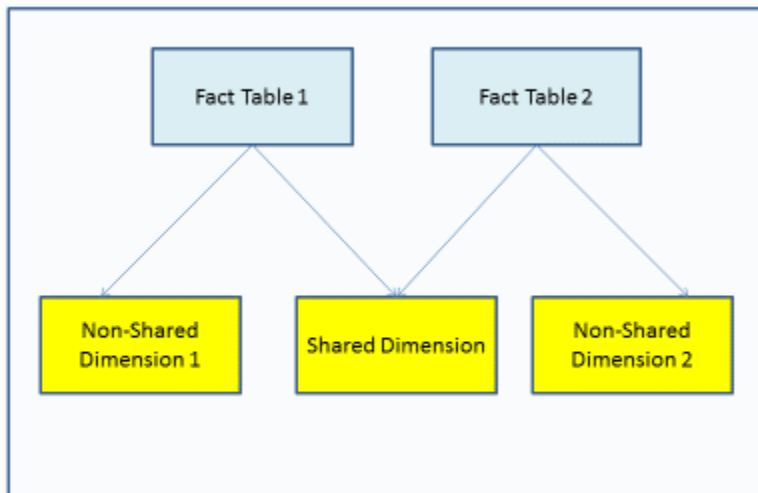 Fact Table 1
Fact Table 2
Non-Shared
Dimension 1
Shared Dimension
Non-Shared
Dimension 2